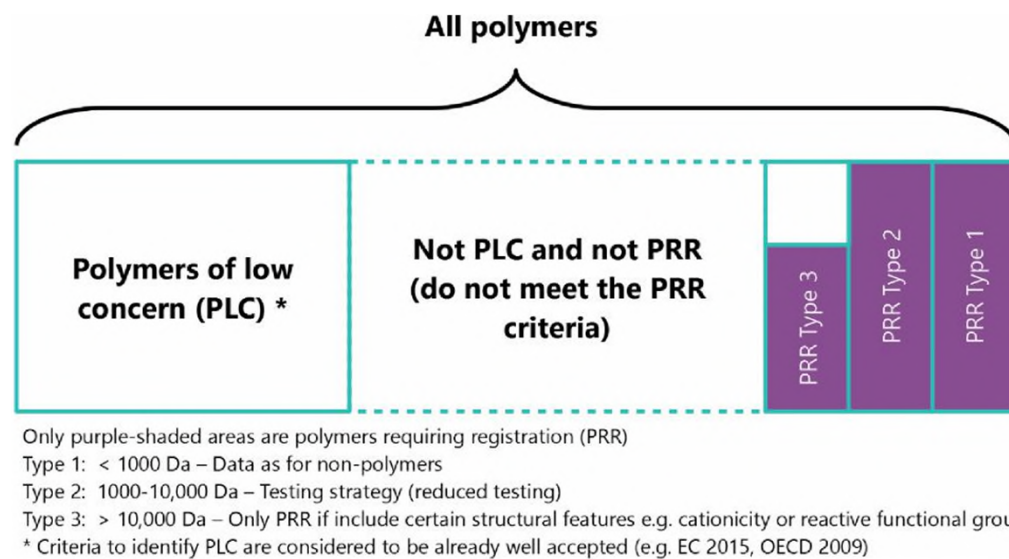 All polymers
Polymers of low
concern (PLC) *
Not PLC and not PRR
(do not meet the PRR
criteria)
PRR Type 3
PRR Type 2
PRR Type 1
Only purple-shaded areas are polymers requiring registration (PRR)
Type 1: < 1000 Da – Data as for non-polymers
Type 2: 1000-10,000 Da – Testing strategy (reduced testing)
Type 3: > 10,000 Da – Only PRR if include certain structural features e.g. cationicity or reactive functional grou
* Criteria to identify PLC are considered to be already well accepted (e.g. EC 2015, OECD 2009)